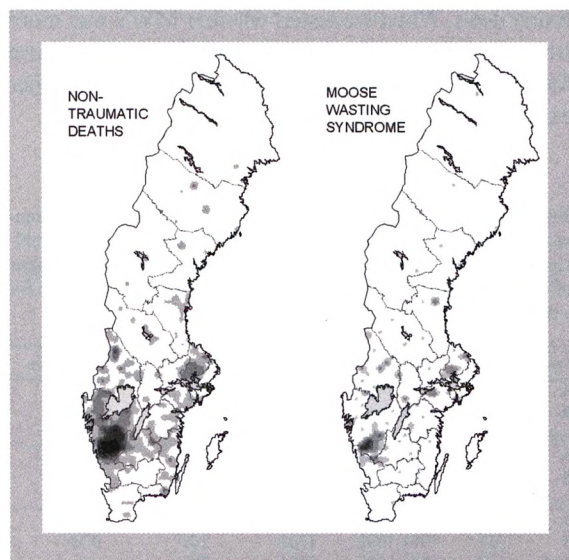 NON-
TRAUMATIC
DEATHS
MOOSE
WASTING
SYNDROME